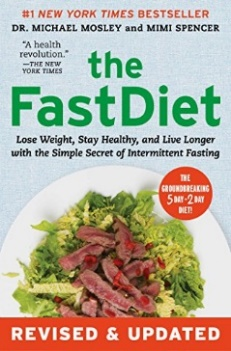 #1 NEW YORK TIMES BESTSELLER
DR. MICHAEL MOSLEY AND MIMI SPENCER
"A health
revolution."
—THE NEW
YORK TIMES
the
FastDiet
Lose Weight, Stay Healthy, and Live Longer
with the Simple Secret of Intermittent Fasting
THE
GROUNDBREAKING
5 DAY–2 DAY
DIET!
REVISED & UPDATED